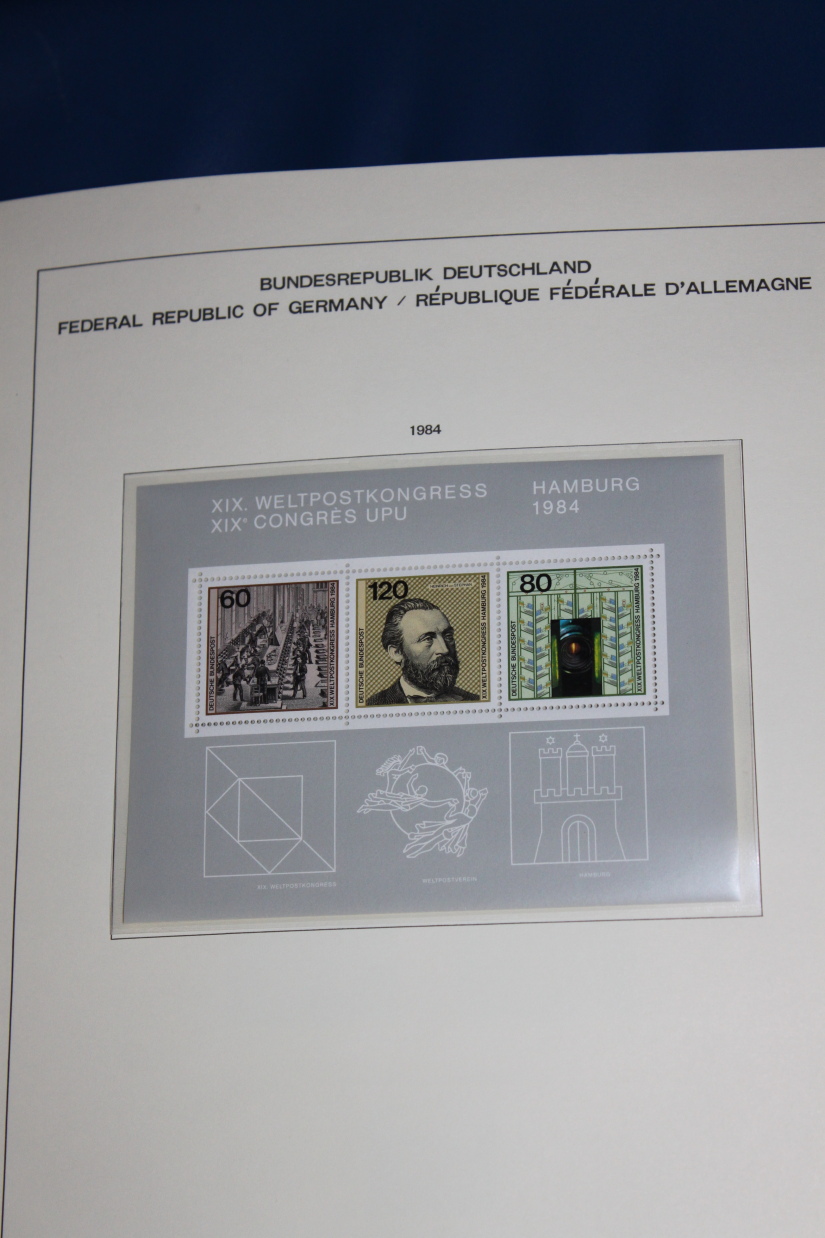 BUNDESREPUBLIK DEUTSCHLAND
FEDERAL REPUBLIC OF GERMANY / RÉPUBLIQUE FÉDÉRALE D'ALLEMAGNE
1984
XIX. WELTPOSTKONGRESS HAMBURG
XIXᵉ CONGRÈS UPU 1984
60
DEUTSCHE BUNDESPOST
XIX WELTPOSTKONGRESS HAMBURG 1984
120
DEUTSCHE BUNDESPOST
XIX WELTPOSTKONGRESS HAMBURG 1984
80
DEUTSCHE BUNDESPOST
XIX WELTPOSTKONGRESS HAMBURG 1984
XIX. WELTPOSTKONGRESS
WELTPOSTVEREIN
HAMBURG